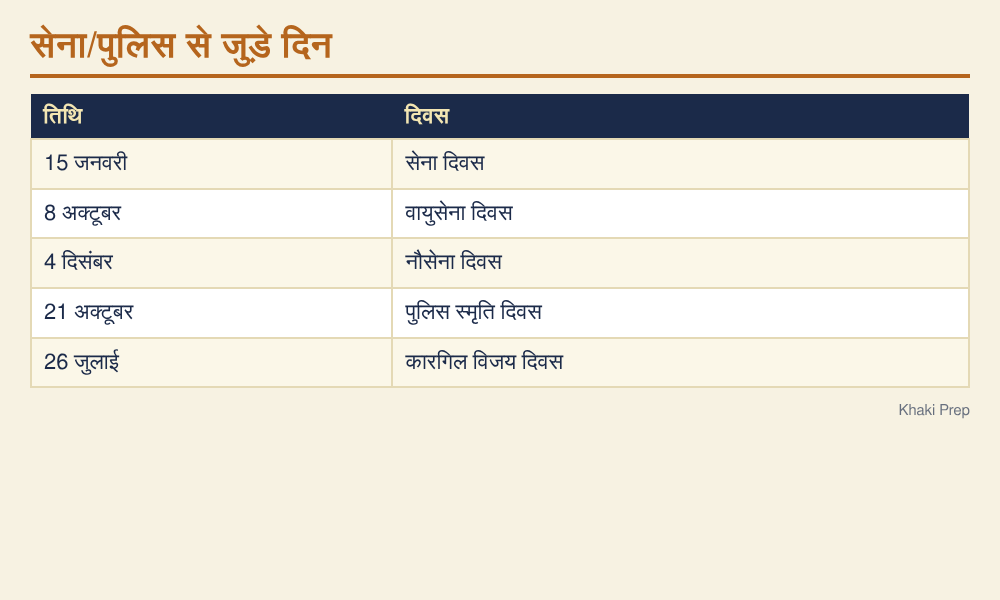 सेना/पुलिस से जुड़े दिन
तिथि दिवस
15 जनवरी सेना दिवस
8 अक्टूबर वायुसेना दिवस
4 दिसंबर नौसेना दिवस
21 अक्टूबर पुलिस स्मृति दिवस
26 जुलाई कारगिल विजय दिवस
Khaki Prep